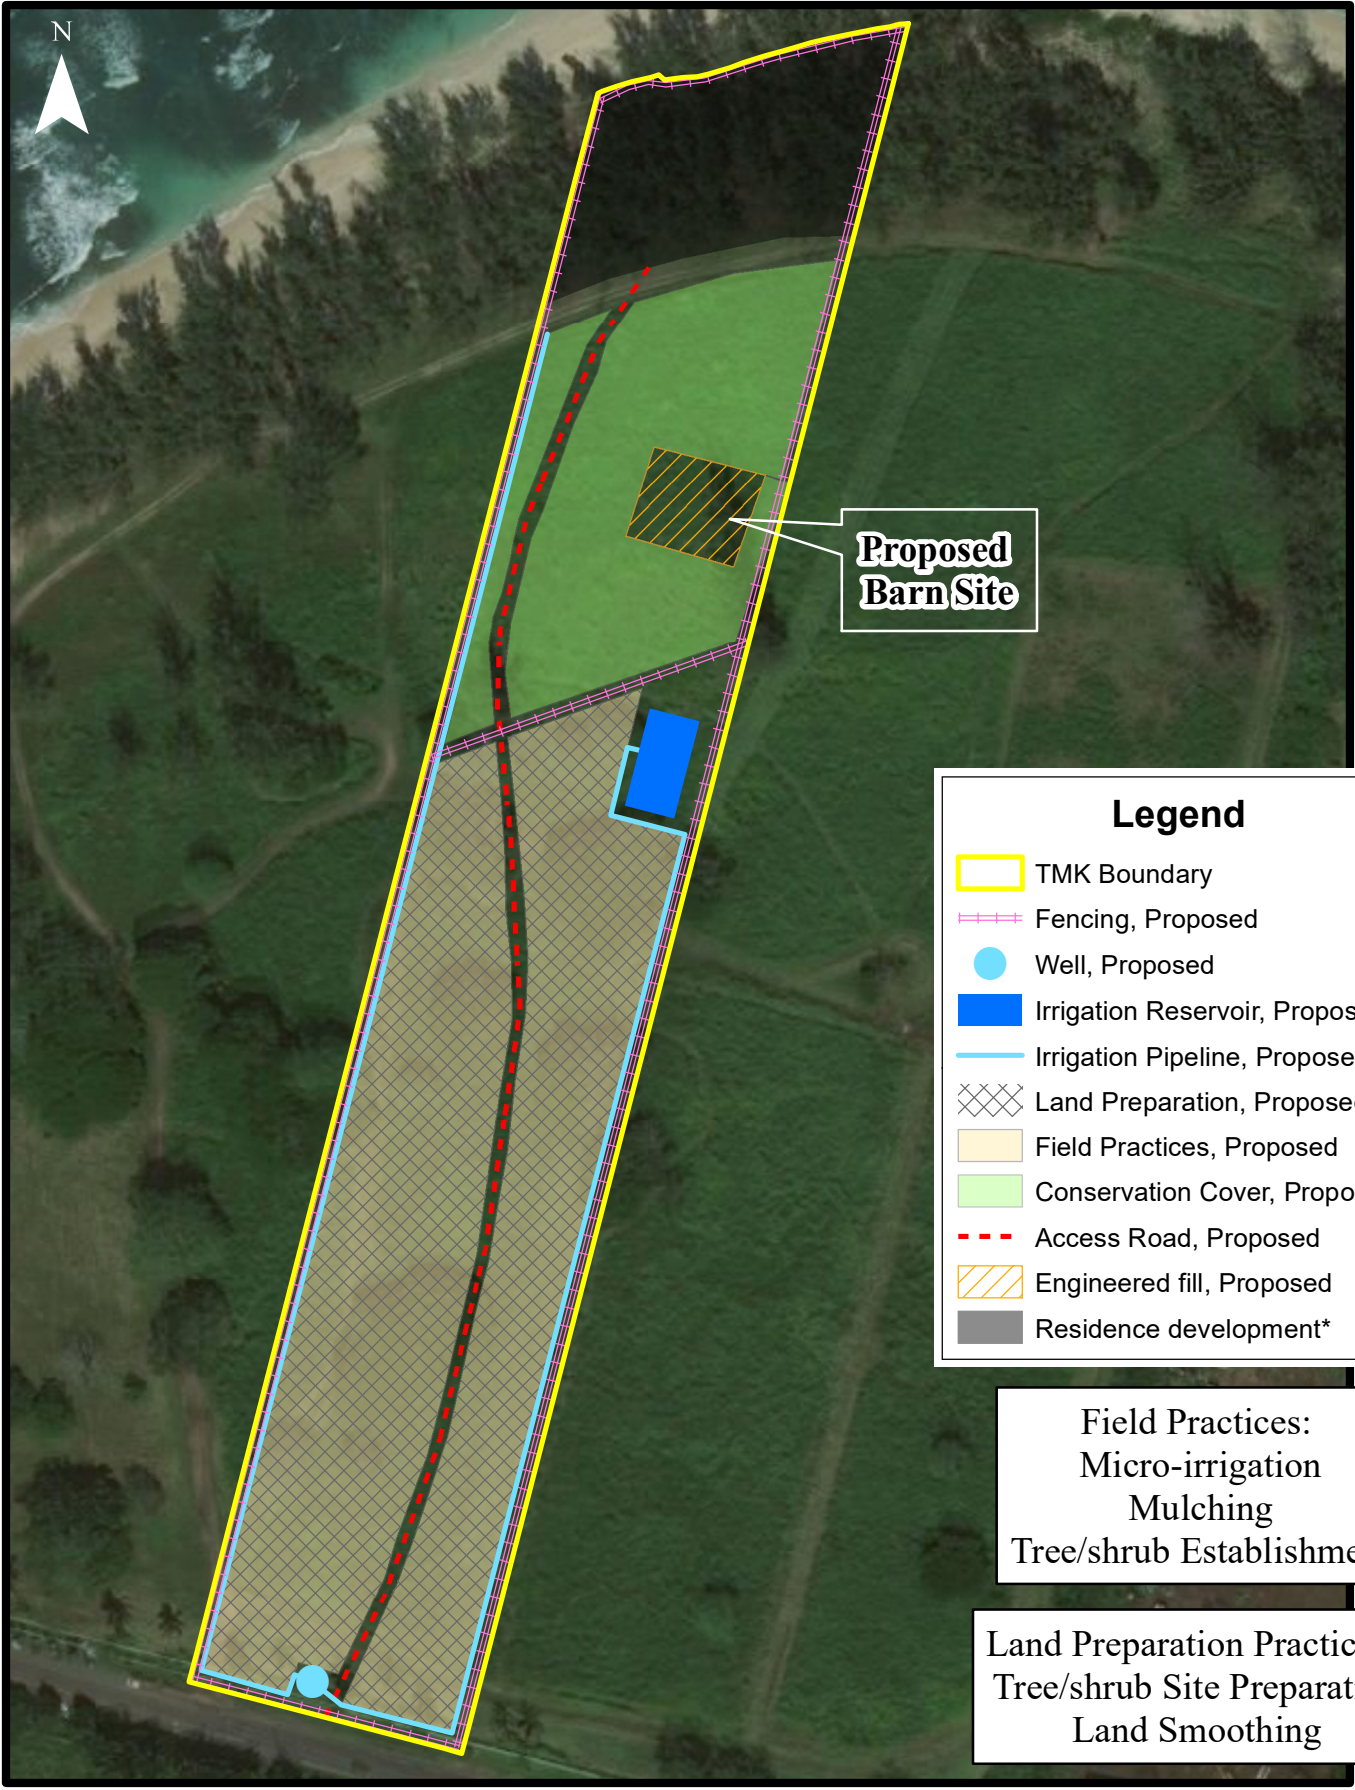 N
Proposed
Barn Site
Legend
TMK Boundary
Fencing, Proposed
Well, Proposed
Irrigation Reservoir, Propos
Irrigation Pipeline, Propose
Land Preparation, Propose
Field Practices, Proposed
Conservation Cover, Propo
Access Road, Proposed
Engineered fill, Proposed
Residence development*
Field Practices:
Micro-irrigation
Mulching
Tree/shrub Establishme
Land Preparation Practic
Tree/shrub Site Preparat
Land Smoothing